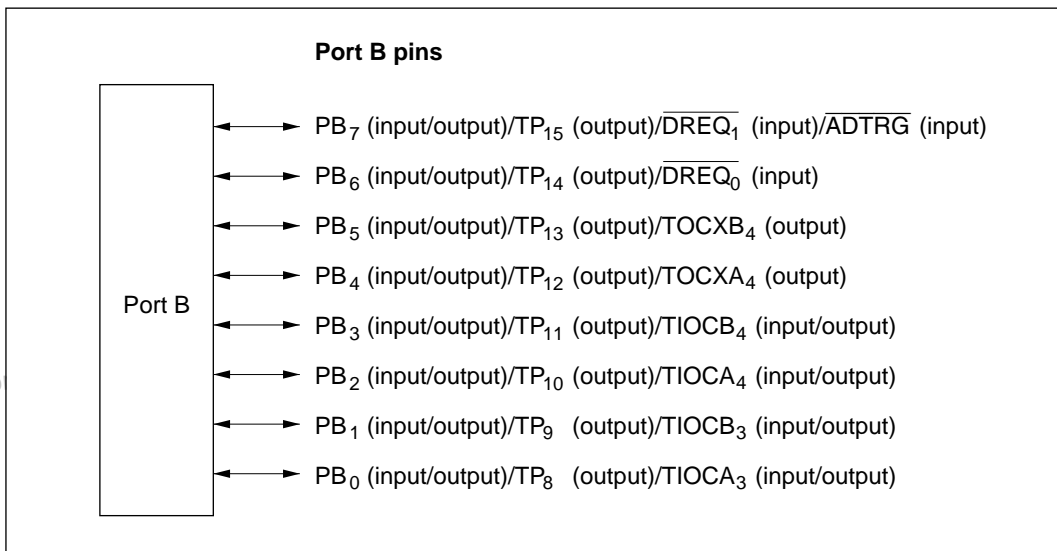 Port B pins
PB₇ (input/output)/TP₁₅ (output)/D̅R̅E̅Q̅₁̅ (input)/A̅D̅T̅R̅G̅ (input)
PB₆ (input/output)/TP₁₄ (output)/D̅R̅E̅Q̅₀̅ (input)
PB₅ (input/output)/TP₁₃ (output)/TOCXB₄ (output)
PB₄ (input/output)/TP₁₂ (output)/TOCXA₄ (output)
Port B
PB₃ (input/output)/TP₁₁ (output)/TIOCB₄ (input/output)
PB₂ (input/output)/TP₁₀ (output)/TIOCA₄ (input/output)
PB₁ (input/output)/TP₉ (output)/TIOCB₃ (input/output)
PB₀ (input/output)/TP₈ (output)/TIOCA₃ (input/output)